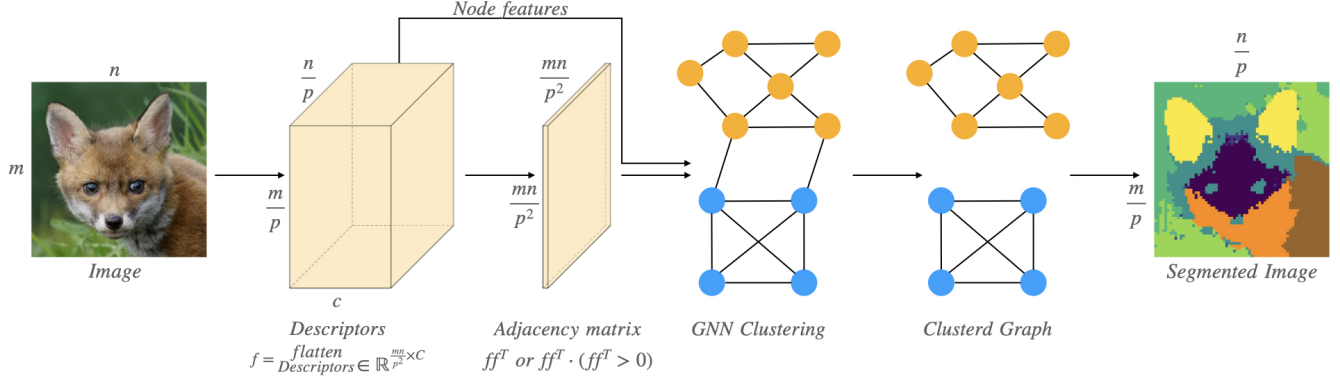 Node features
n
m
Image
n/p
m/p
c
Descriptors
f = flatten Descriptors ∈ ℝ^{mn/p² × C}
mn/p²
mn/p²
Adjacency matrix
ff^T or ff^T · (ff^T > 0)
GNN Clustering
Clusterd Graph
n/p
m/p
Segmented Image